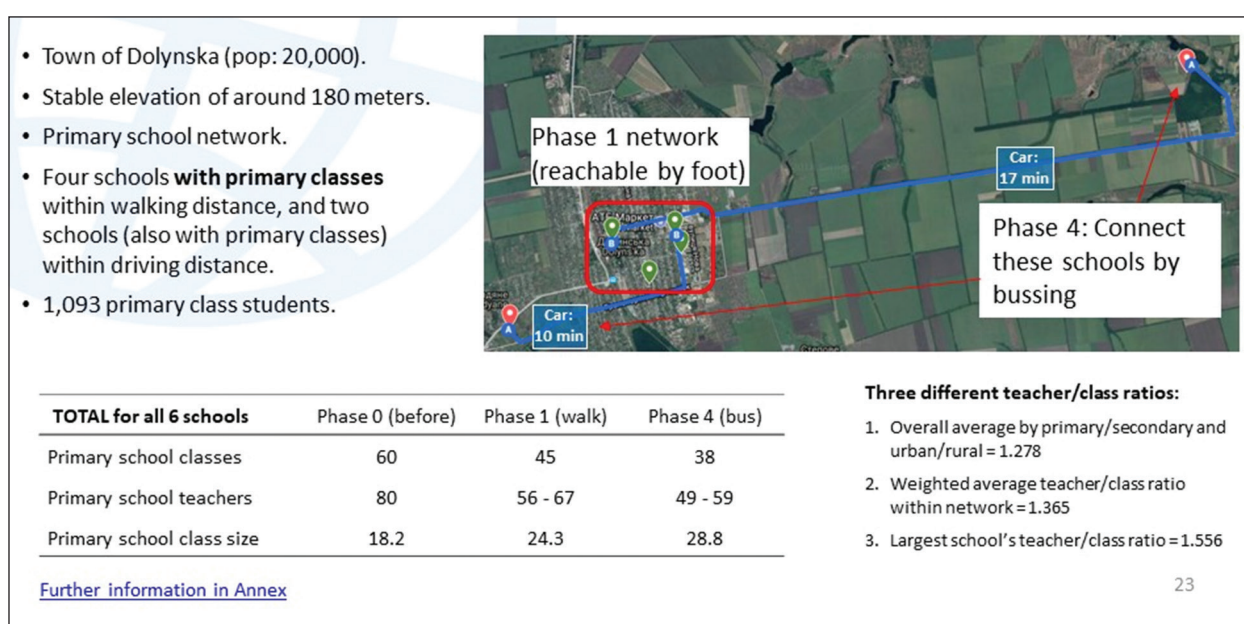 • Town of Dolynska (pop: 20,000).
• Stable elevation of around 180 meters.
• Primary school network.
• Four schools with primary classes
within walking distance, and two
schools (also with primary classes)
within driving distance.
• 1,093 primary class students.
Phase 1 network
(reachable by foot)
АТБ Маркет
B
B
A
Car:
10 min
A
Car:
17 min
Phase 4: Connect
these schools by
bussing
TOTAL for all 6 schools Phase 0 (before) Phase 1 (walk) Phase 4 (bus)
Primary school classes 60 45 38
Primary school teachers 80 56 - 67 49 - 59
Primary school class size 18.2 24.3 28.8
Three different teacher/class ratios:
1. Overall average by primary/secondary and
urban/rural = 1.278
2. Weighted average teacher/class ratio
within network = 1.365
3. Largest school's teacher/class ratio = 1.556
Further information in Annex
23